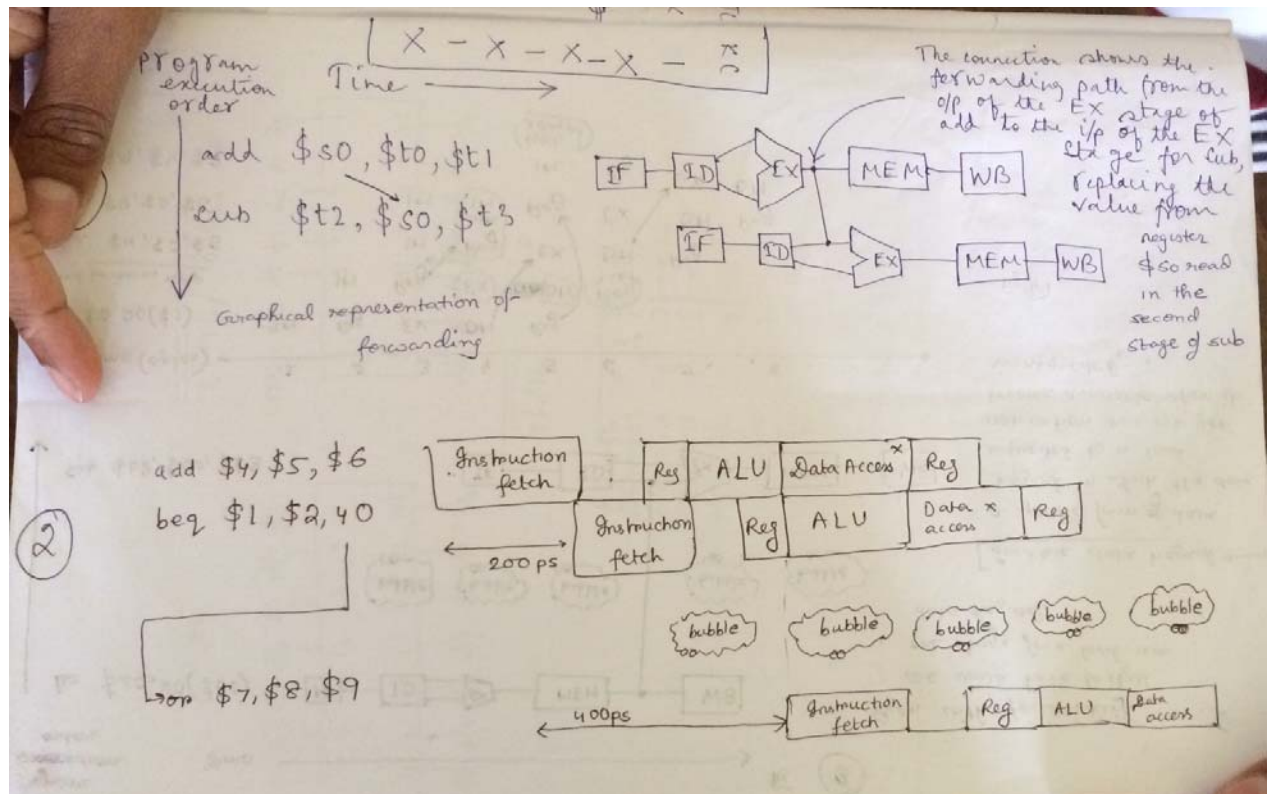 X - X - X - X -
program
execution
order
Time
add $s0, $t0, $t1
sub $t2, $s0, $t3
IF ID EX MEM WB
IF ID EX MEM WB
The connection shows the
forwarding path from the
o/p of the EX stage of
add to the i/p of the EX
stage for sub,
replacing the
value from
register
$s0 read
in the
second
stage of sub
Graphical representation of
forwarding
2
add $4, $5, $6
Instruction
fetch
Reg ALU Data Access x Reg
beq $1, $2, 40
200 ps
Instruction
fetch
Reg ALU Data x
access
Reg
bubble bubble bubble bubble bubble
or $7, $8, $9
400ps
Instruction
fetch
Reg ALU Data
access